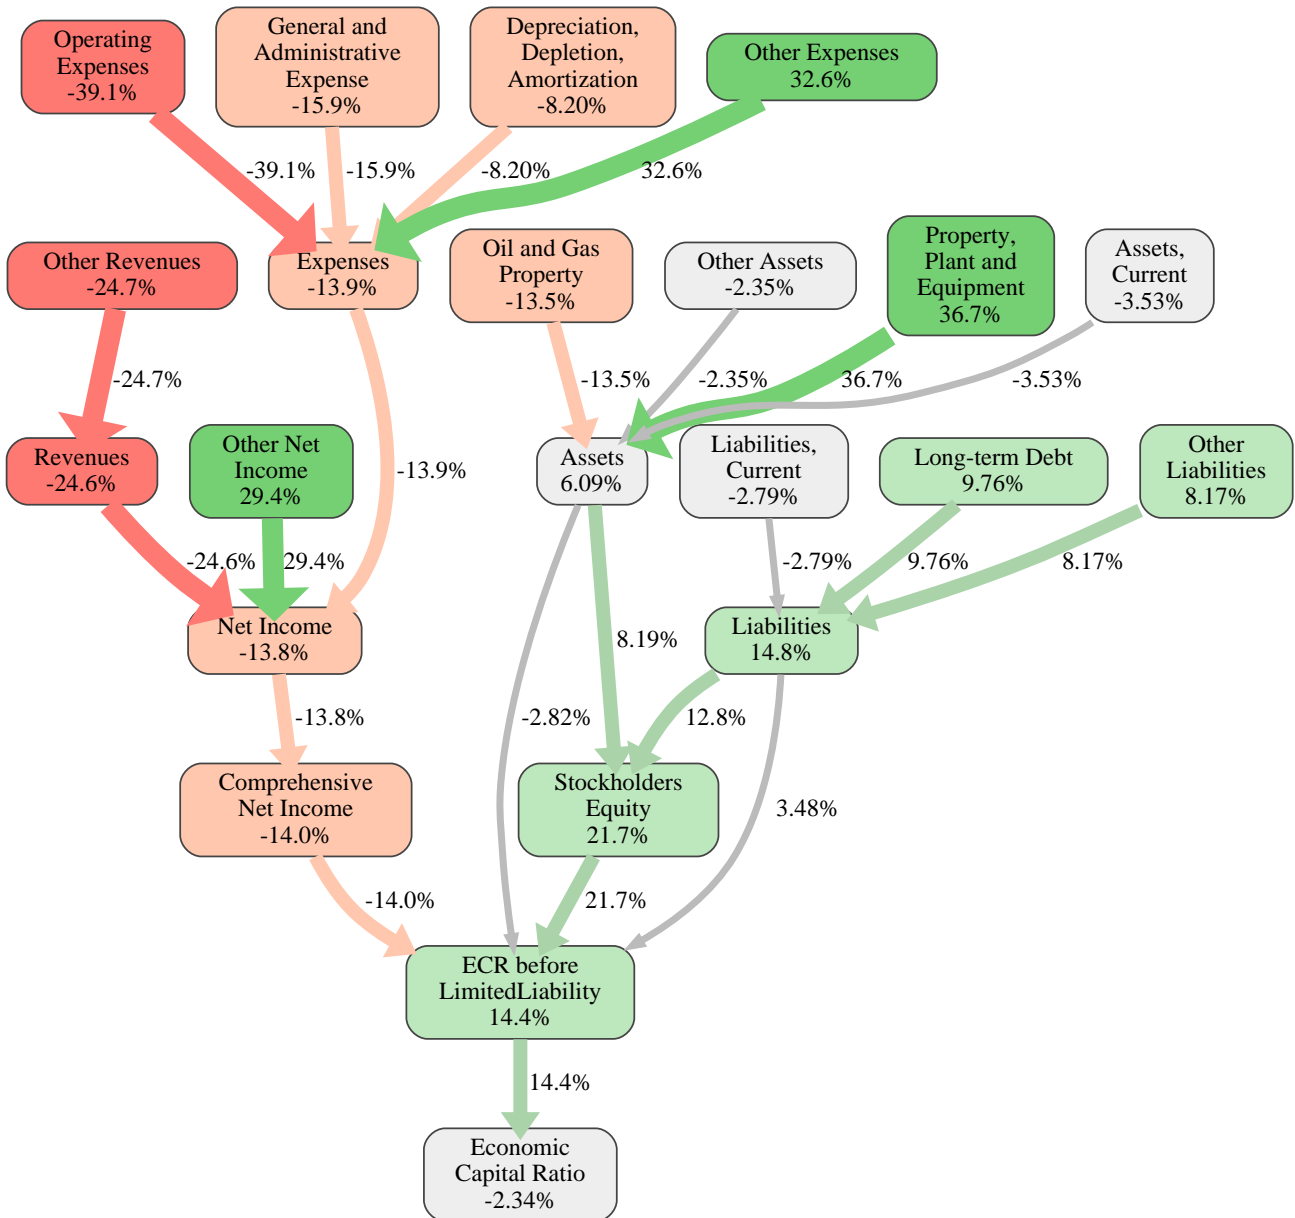 Operating
Expenses
-39.1%
General and
Administrative
Expense
-15.9%
Depreciation,
Depletion,
Amortization
-8.20%
Other Expenses
32.6%
-39.1%
-15.9%
-8.20%
32.6%
Other Revenues
-24.7%
Expenses
-13.9%
Oil and Gas
Property
-13.5%
Other Assets
-2.35%
Property,
Plant and
Equipment
36.7%
Assets,
Current
-3.53%
-24.7%
-13.5%
-2.35%
36.7%
-3.53%
Revenues
-24.6%
Other Net
Income
29.4%
-13.9%
Assets
6.09%
Liabilities,
Current
-2.79%
Long-term Debt
9.76%
Other
Liabilities
8.17%
-24.6%
29.4%
-2.79%
9.76%
8.17%
Net Income
-13.8%
8.19%
Liabilities
14.8%
-13.8%
-2.82%
12.8%
Comprehensive
Net Income
-14.0%
Stockholders
Equity
21.7%
3.48%
-14.0%
21.7%
ECR before
LimitedLiability
14.4%
14.4%
Economic
Capital Ratio
-2.34%